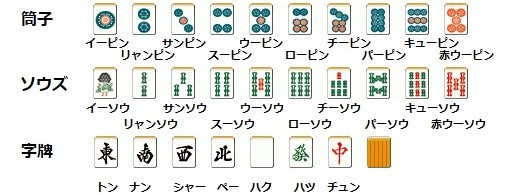 筒子
イーピン サンピン ウーピン チーピン キューピン
リャンピン スーピン ローピン パーピン 赤ウーピン
ソウズ
イーソウ サンソウ ウーソウ チーソウ キューソウ
リャンソウ スーソウ ローソウ パーソウ 赤ウーソウ
字牌
東 南 西 北 發 中
トン ナン シャー ペー ハク ハツ チュン